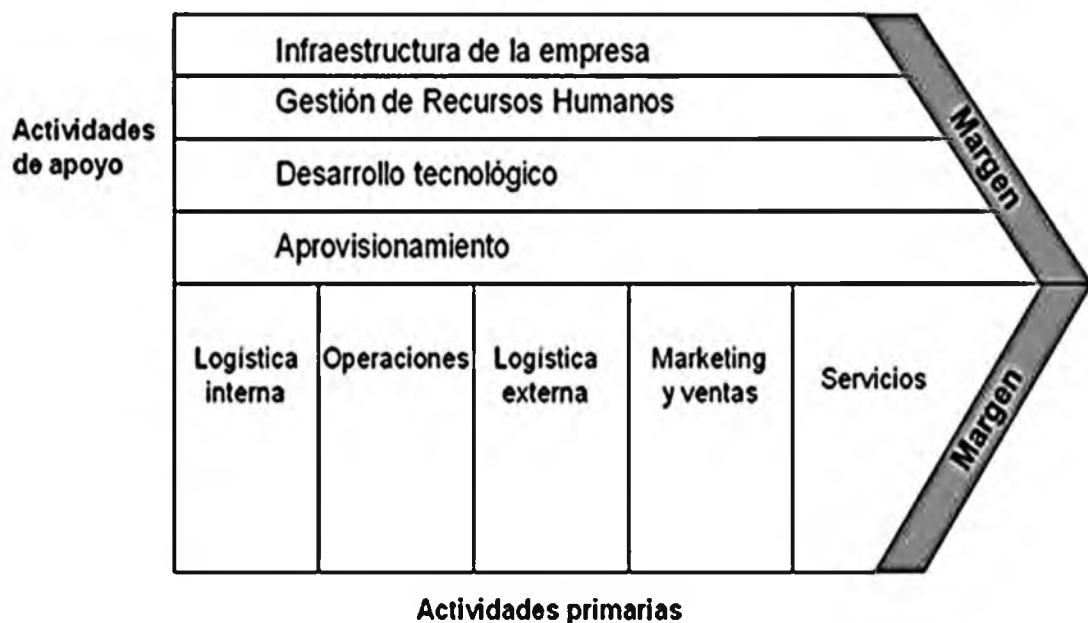 Infraestructura de la empresa
Gestión de Recursos Humanos
Actividades
de apoyo
Desarrollo tecnológico
Aprovisionamiento
Margen
Logística
interna
Operaciones
Logística
externa
Marketing
y ventas
Servicios
Margen
Actividades primarias